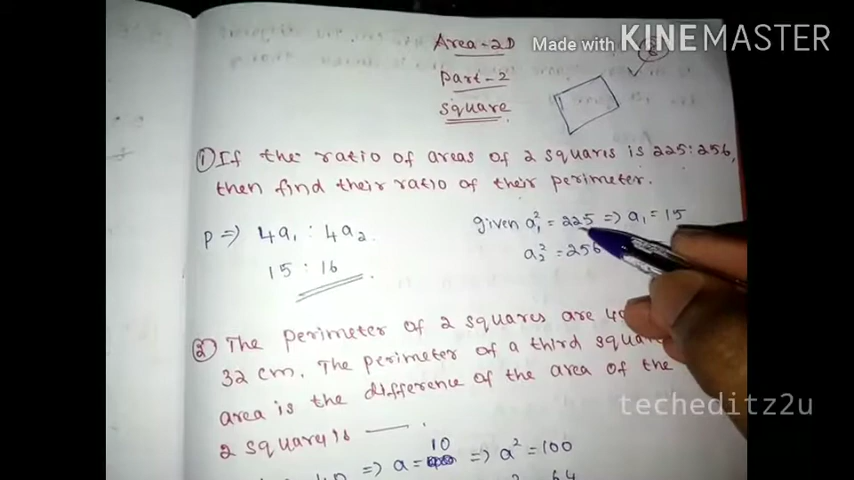 Area-2D
Made with KINEMASTER
Part-2
square
① If the ratio of areas of 2 squares is 225:256,
then find their ratio of their perimeter.
P ⇒ 4a₁ : 4a₂
given a₁² = 225 ⇒ a₁ = 15
15 : 16
a₂² = 256
② The perimeter of 2 squares are 40
32 cm. The perimeter of a third square
area is the difference of the area of the
2 square is ___ .
⇒ a = 10 ⇒ a² = 100
64
techeditz2u